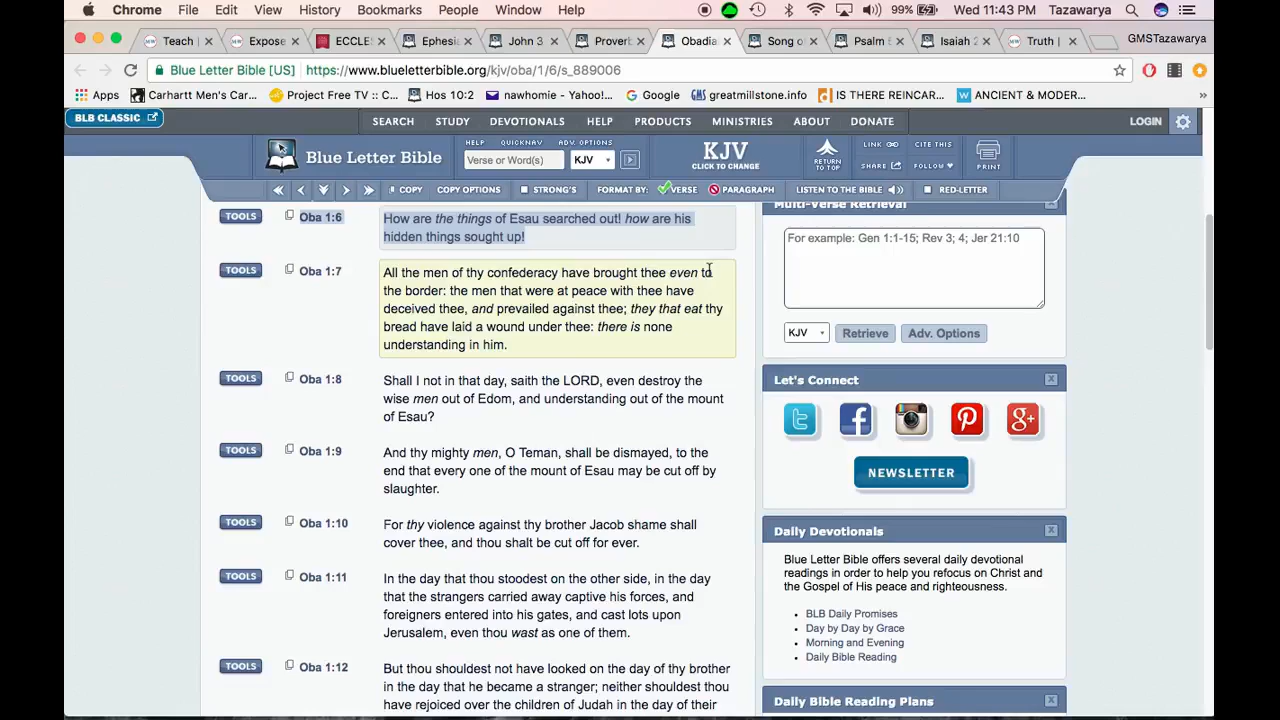 Chrome File Edit View History Bookmarks People Window Help 99% Wed 11:43 PM Tazawarya
Teach | Expose ECCLES Ephesia John 3 Proverb Obadia Song o Psalm 5 Isaiah 2 Truth | GMSTazawarya
Blue Letter Bible [US] https://www.blueletterbible.org/kjv/oba/1/6/s_889006
Apps Carhartt Men's Car... Project Free TV :: C... Hos 10:2 nawhomie - Yahoo!... Google greatmillstone.info IS THERE REINCAR... ANCIENT & MODER... »
BLB CLASSIC
SEARCH STUDY DEVOTIONALS HELP PRODUCTS MINISTRIES ABOUT DONATE LOGIN
Blue Letter Bible
HELP QUICKNAV ADV. OPTIONS
Verse or Word(s) KJV
KJV
CLICK TO CHANGE
RETURN
TO TOP
LINK CITE THIS
SHARE FOLLOW
PRINT
COPY COPY OPTIONS STRONG'S FORMAT BY: VERSE PARAGRAPH LISTEN TO THE BIBLE RED-LETTER
TOOLS Oba 1:6 How are the things of Esau searched out! how are his
hidden things sought up!
TOOLS Oba 1:7 All the men of thy confederacy have brought thee even to
the border: the men that were at peace with thee have
deceived thee, and prevailed against thee; they that eat thy
bread have laid a wound under thee: there is none
understanding in him.
TOOLS Oba 1:8 Shall I not in that day, saith the LORD, even destroy the
wise men out of Edom, and understanding out of the mount
of Esau?
TOOLS Oba 1:9 And thy mighty men, O Teman, shall be dismayed, to the
end that every one of the mount of Esau may be cut off by
slaughter.
TOOLS Oba 1:10 For thy violence against thy brother Jacob shame shall
cover thee, and thou shalt be cut off for ever.
TOOLS Oba 1:11 In the day that thou stoodest on the other side, in the day
that the strangers carried away captive his forces, and
foreigners entered into his gates, and cast lots upon
Jerusalem, even thou wast as one of them.
TOOLS Oba 1:12 But thou shouldest not have looked on the day of thy brother
in the day that he became a stranger; neither shouldest thou
have rejoiced over the children of Judah in the day of their
Multi-Verse Retrieval
For example: Gen 1:1-15; Rev 3; 4; Jer 21:10
KJV Retrieve Adv. Options
Let's Connect
NEWSLETTER
Daily Devotionals
Blue Letter Bible offers several daily devotional
readings in order to help you refocus on Christ and
the Gospel of His peace and righteousness.
• BLB Daily Promises
• Day by Day by Grace
• Morning and Evening
• Daily Bible Reading
Daily Bible Reading Plans